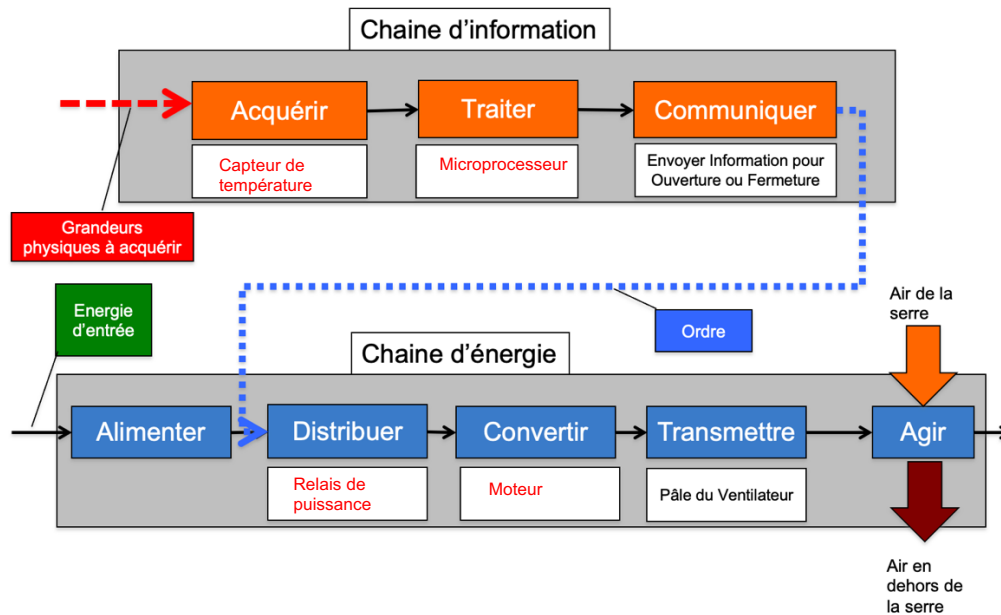 Chaine d'information
Acquérir
Traiter
Communiquer
Capteur de
température
Microprocesseur
Envoyer Information pour
Ouverture ou Fermeture
Grandeurs
physiques à acquérir
Energie
d'entrée
Ordre
Air de la
serre
Chaine d'énergie
Alimenter
Distribuer
Convertir
Transmettre
Agir
Relais de
puissance
Moteur
Pâle du Ventilateur
Air en
dehors de
la serre